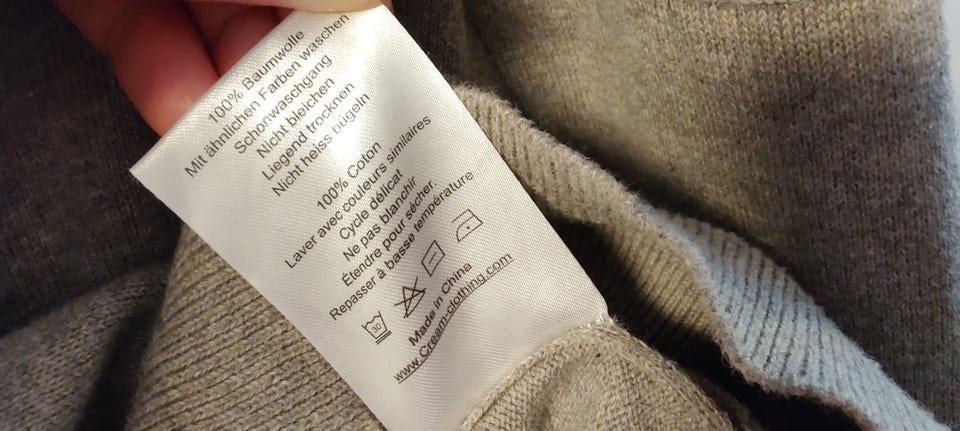 100% Baumwolle
Mit ähnlichen Farben waschen
Schonwaschgang
Nicht bleichen
Liegend trocknen
Nicht heiss bügeln
100% Coton
Laver avec couleurs similaires
Cycle délicat
Ne pas blanchir
Étendre pour sécher
Repasser à basse température
30
Made in China
www.Cream-clothing.com